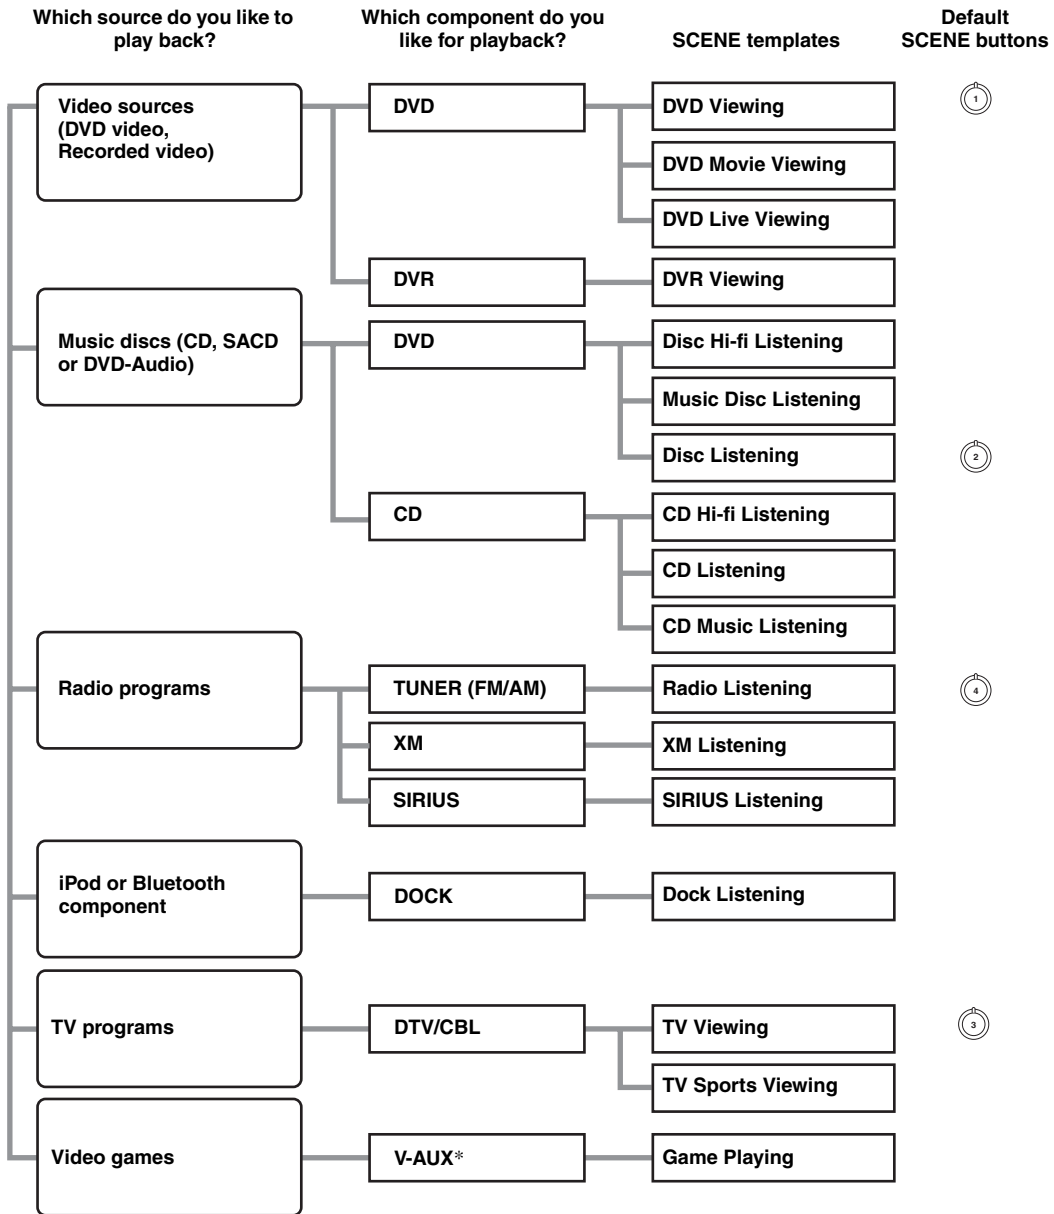 Which source do you like to
play back?
Which component do you
like for playback?
SCENE templates
Default
SCENE buttons
Video sources
(DVD video,
Recorded video)
DVD
DVD Viewing
1
DVD Movie Viewing
DVD Live Viewing
DVR
DVR Viewing
Music discs (CD, SACD
or DVD-Audio)
DVD
Disc Hi-fi Listening
Music Disc Listening
Disc Listening
2
CD
CD Hi-fi Listening
CD Listening
CD Music Listening
Radio programs
TUNER (FM/AM)
Radio Listening
4
XM
XM Listening
SIRIUS
SIRIUS Listening
iPod or Bluetooth
component
DOCK
Dock Listening
TV programs
DTV/CBL
TV Viewing
3
TV Sports Viewing
Video games
V-AUX*
Game Playing